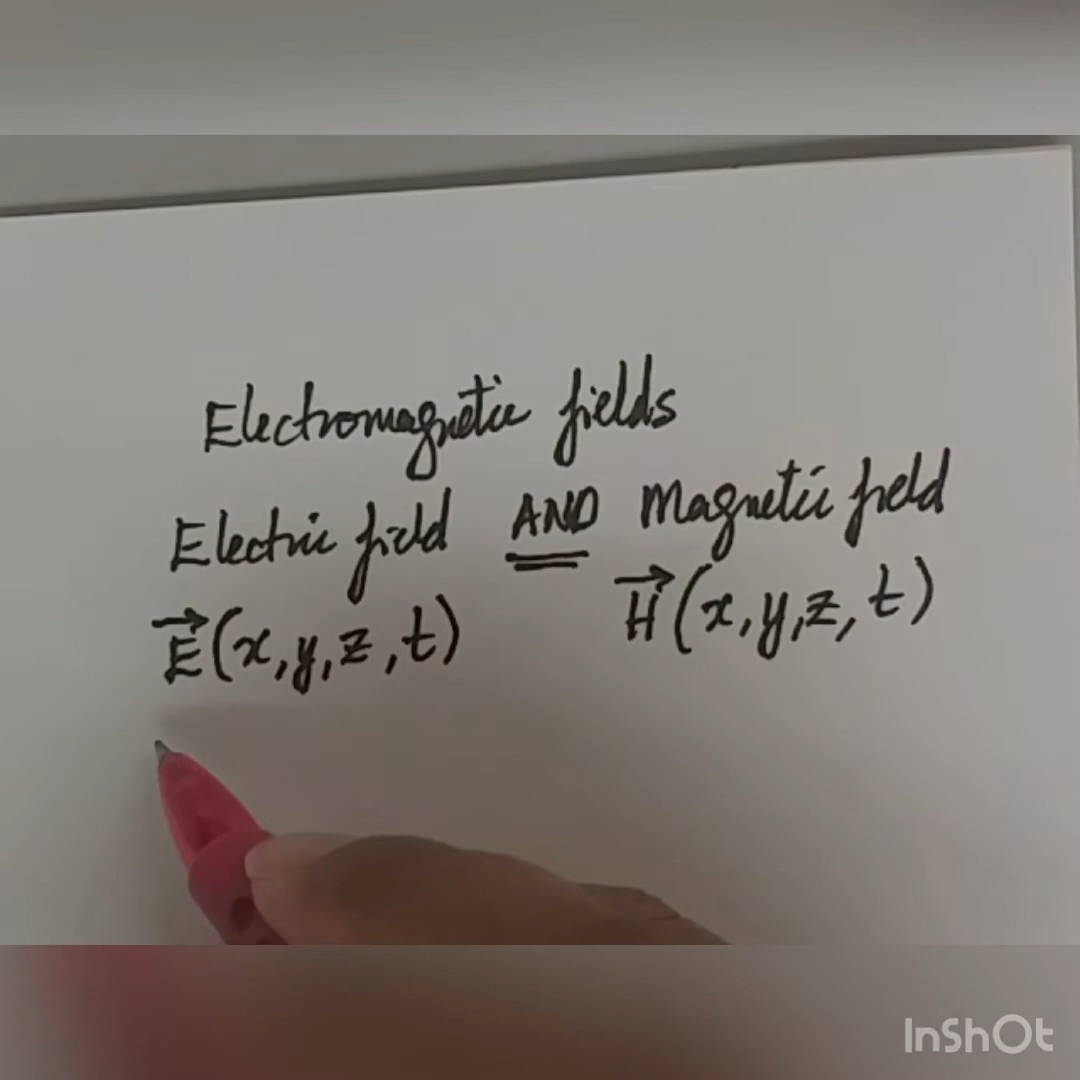 Electromagnetic fields
Electric field AND Magnetic field
E⃗(x,y,z,t) H⃗(x,y,z,t)
InShOt